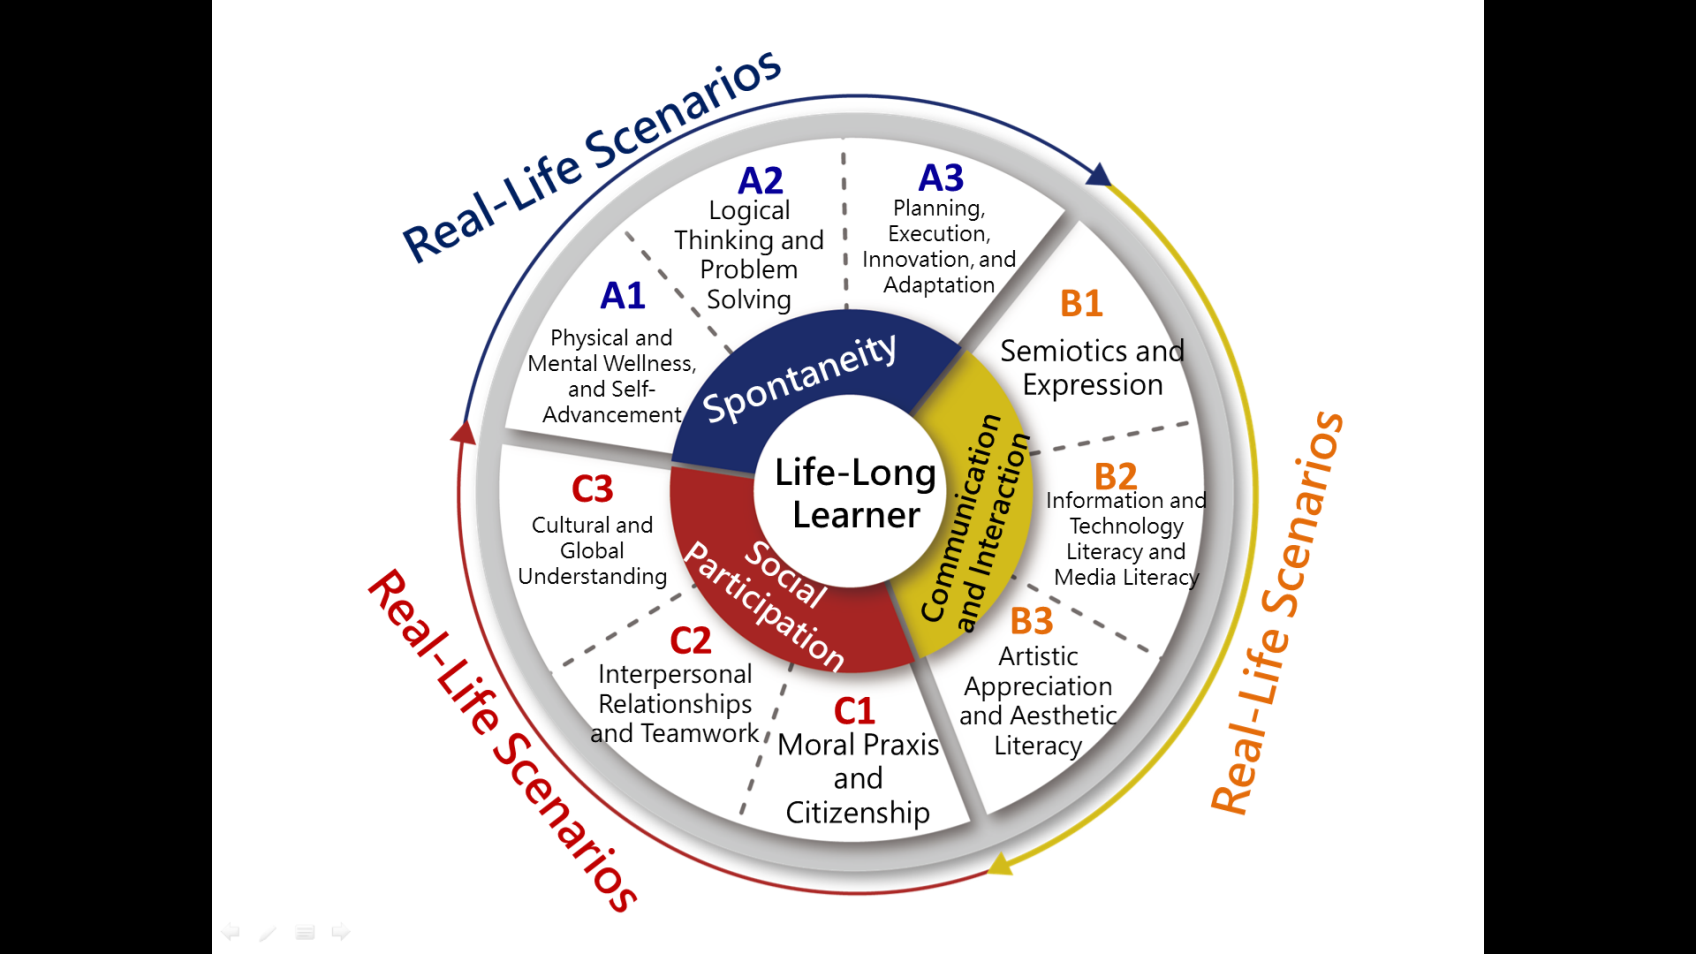 Real-Life Scenarios
A1
Physical and
Mental Wellness,
and Self-
Advancement
A2
Logical
Thinking and
Problem
Solving
A3
Planning,
Execution,
Innovation, and
Adaptation
Spontaneity
Real-Life Scenarios
B1
Semiotics and
Expression
B2
Information and
Technology
Literacy and
Media Literacy
B3
Artistic
Appreciation
and Aesthetic
Literacy
Communication
and Interaction
Real-Life Scenarios
C1
Moral Praxis
and
Citizenship
C2
Interpersonal
Relationships
and Teamwork
C3
Cultural and
Global
Understanding
Social
Participation
Life-Long
Learner